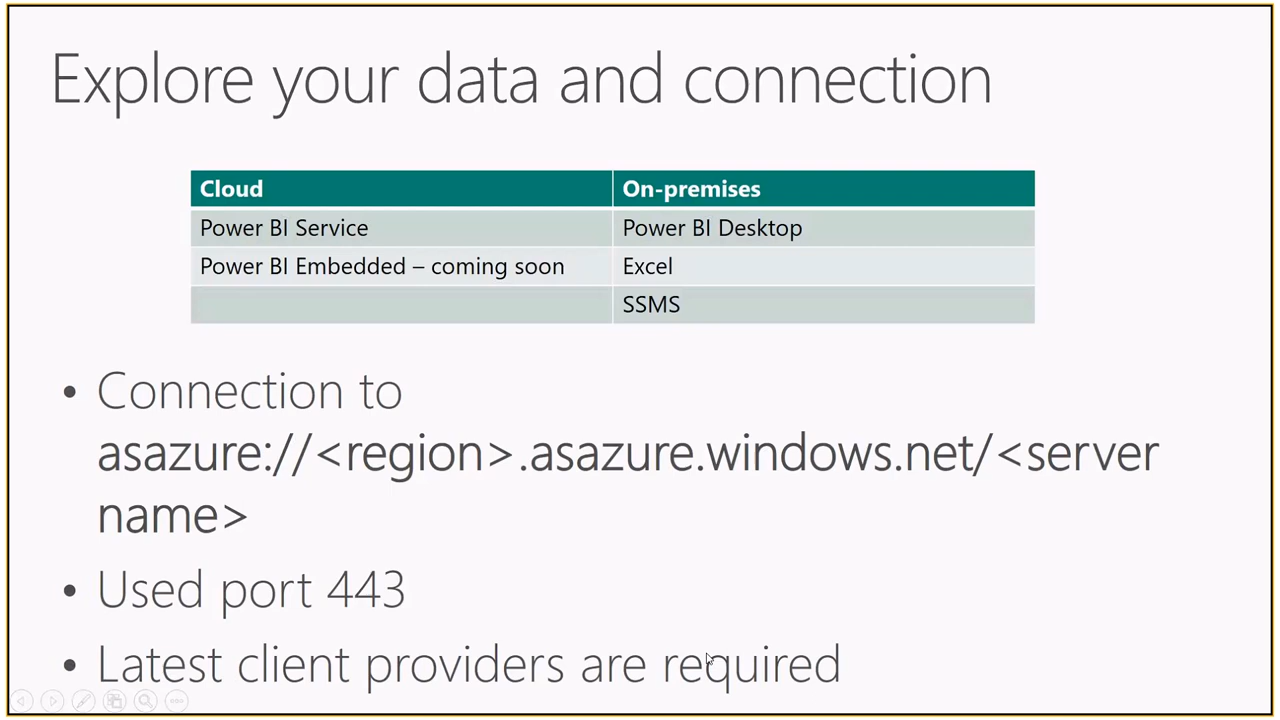 Explore your data and connection
Cloud On-premises
Power BI Service Power BI Desktop
Power BI Embedded – coming soon Excel
SSMS
• Connection to
asazure://<region>.asazure.windows.net/<server
name>
• Used port 443
• Latest client providers are required